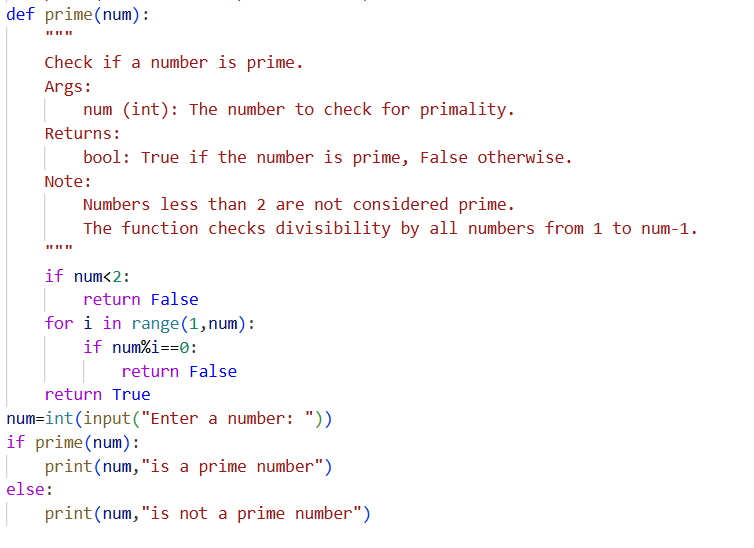 def prime(num):
"""
Check if a number is prime.
Args:
num (int): The number to check for primality.
Returns:
bool: True if the number is prime, False otherwise.
Note:
Numbers less than 2 are not considered prime.
The function checks divisibility by all numbers from 1 to num-1.
"""
if num<2:
return False
for i in range(1,num):
if num%i==0:
return False
return True
num=int(input("Enter a number: "))
if prime(num):
print(num,"is a prime number")
else:
print(num,"is not a prime number")